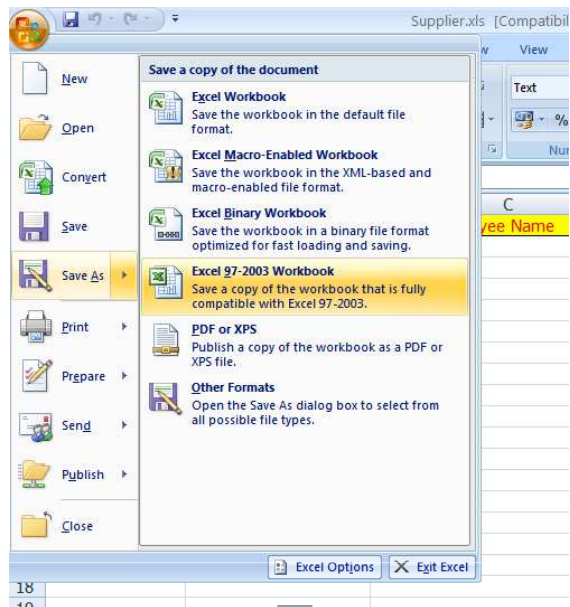 Supplier.xls [Compatibil
View
New
Open
Convert
Save
Save As
Print
Prepare
Send
Publish
Close
Save a copy of the document
Excel Workbook
Save the workbook in the default file
format.
Excel Macro-Enabled Workbook
Save the workbook in the XML-based and
macro-enabled file format.
Excel Binary Workbook
Save the workbook in a binary file format
optimized for fast loading and saving.
Excel 97-2003 Workbook
Save a copy of the workbook that is fully
compatible with Excel 97-2003.
PDF or XPS
Publish a copy of the workbook as a PDF or
XPS file.
Other Formats
Open the Save As dialog box to select from
all possible file types.
Excel Options
Exit Excel
Text
%
Nur
C
yee Name
18